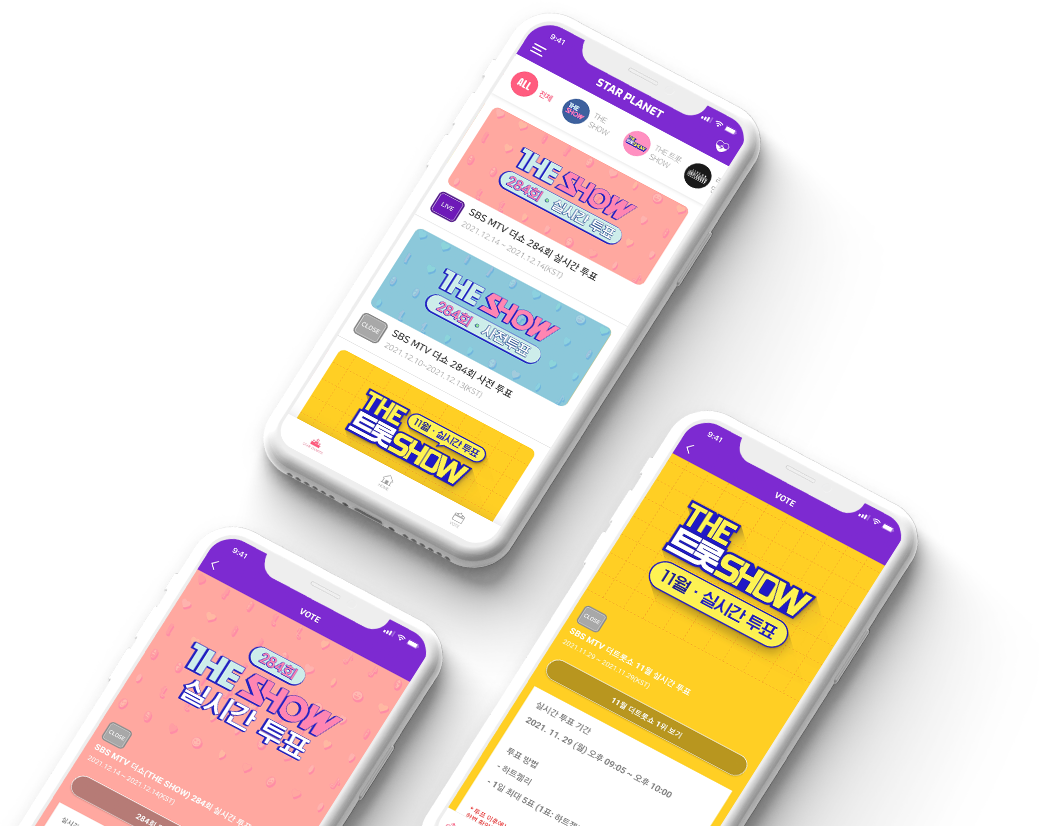 9:41
STAR PLANET
ALL
전체
THE SHOW
THE
SHOW
THE 트롯
SHOW
THE SHOW
284회 • 실시간 투표
LIVE
SBS MTV 더쇼 284회 실시간 투표
2021.12.14 ~ 2021.12.14(KST)
THE SHOW
284회 • 사전투표
CLOSE
SBS MTV 더쇼 284회 사전 투표
2021.12.10~2021.12.13(KST)
THE
11월 · 실시간 투표
트롯SHOW
HOME
VOTE
9:41
VOTE
THE
트롯SHOW
11월 · 실시간 투표
CLOSE
SBS MTV 더트롯쇼 11월 실시간 투표
2021.11.29 ~ 2021.11.29(KST)
11월 더트롯쇼 1위 보기
실시간 투표 기간
2021. 11. 29 (월) 오후 09:05 ~ 오후 10:00
투표 방법
- 하트젤리
- 1일 최대 5표 (1표: 하트젤
9:41
VOTE
284회
THE SHOW
실시간 투표
CLOSE
SBS MTV 더쇼(THE SHOW) 284회 실시간 투표
2021.12.14 ~ 2021.12.14(KST)
284회